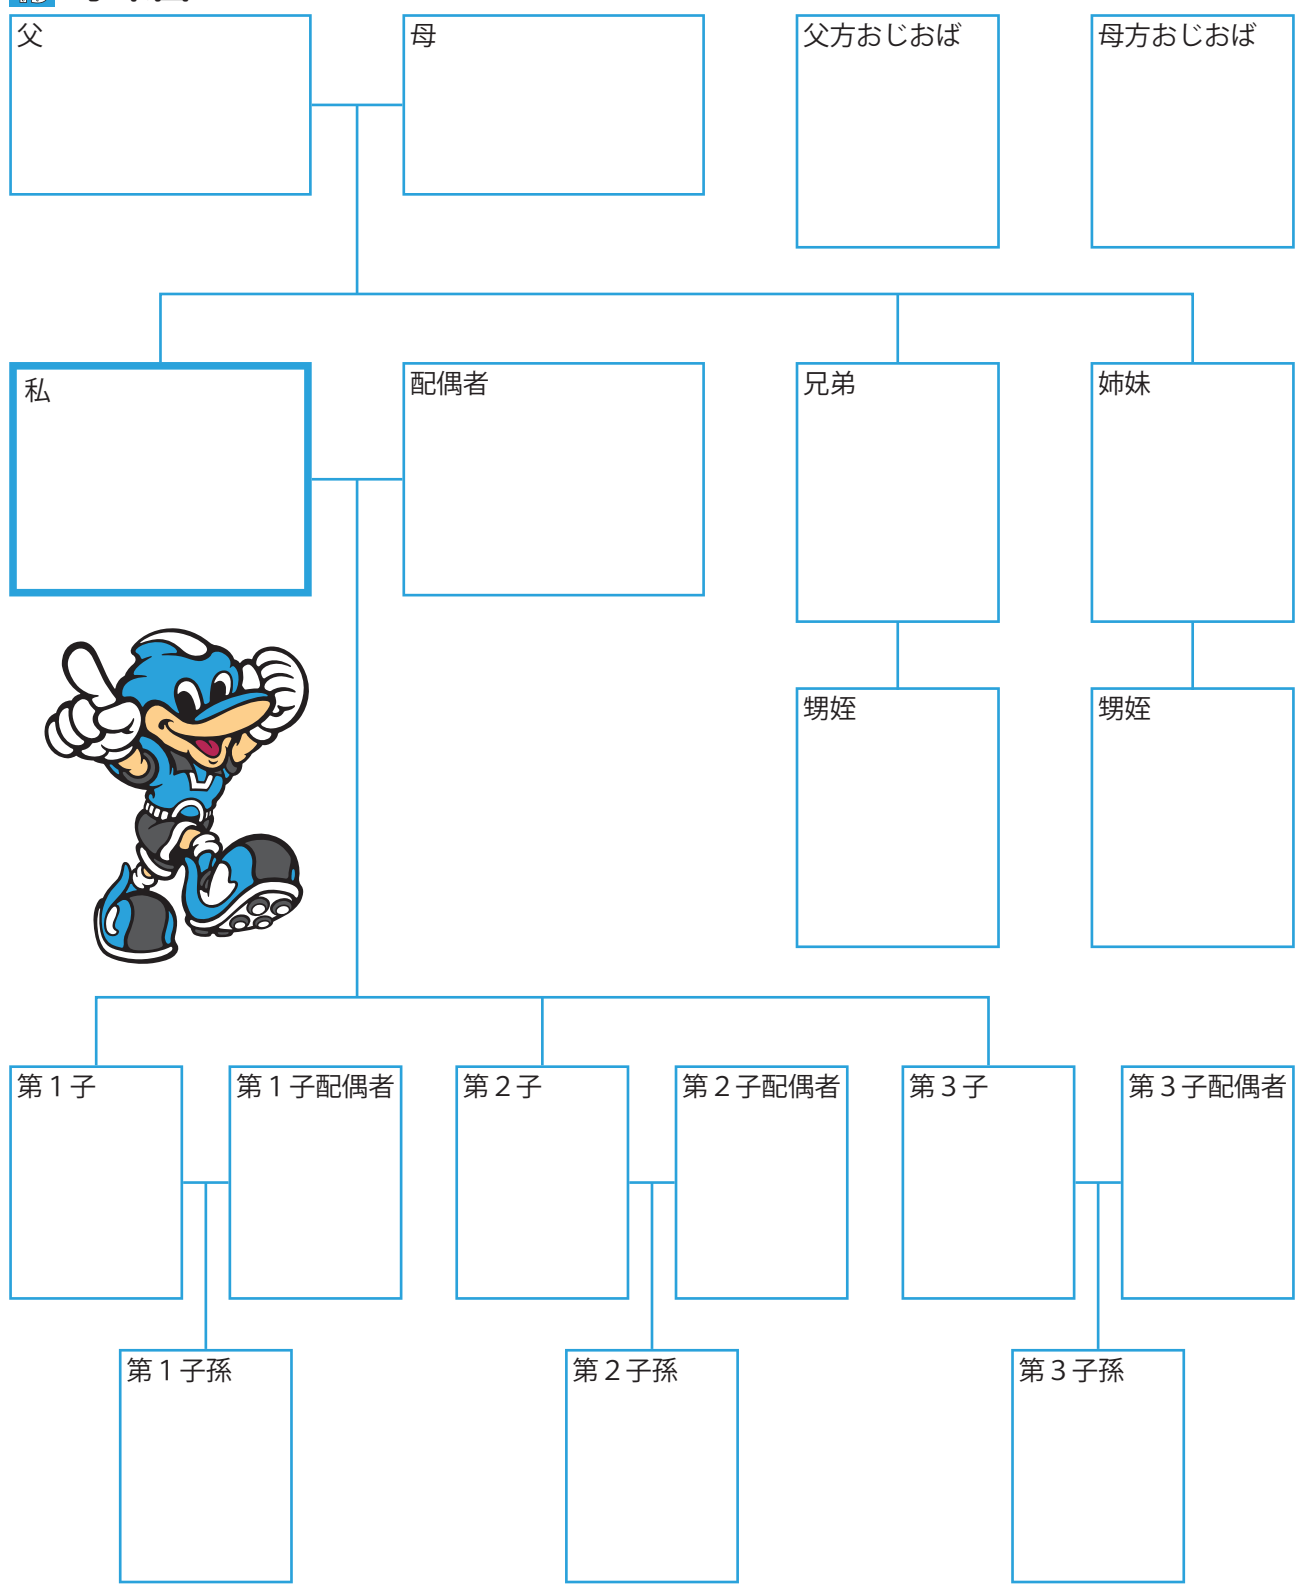 父
母
父方おじおば
母方おじおば
私
配偶者
兄弟
姉妹
甥姪
甥姪
第１子
第１子配偶者
第２子
第２子配偶者
第３子
第３子配偶者
第１子孫
第２子孫
第３子孫